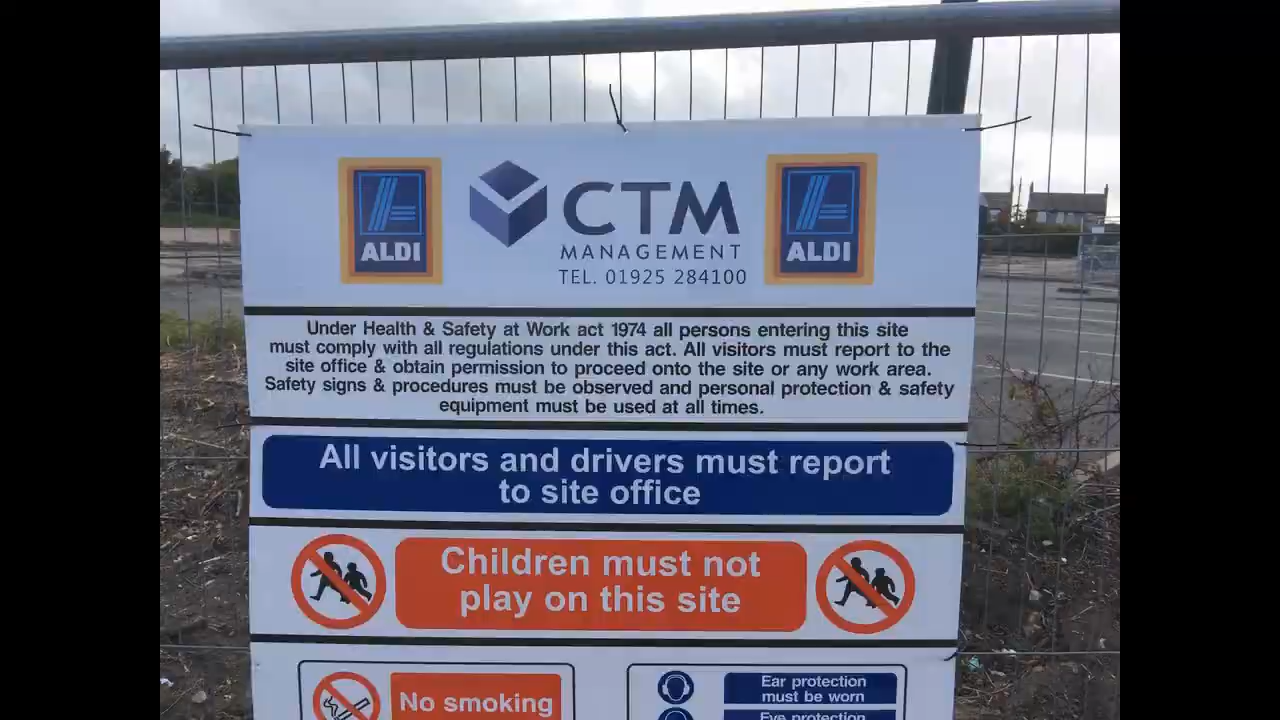 ALDI
CTM
MANAGEMENT
TEL. 01925 284100
ALDI
Under Health & Safety at Work act 1974 all persons entering this site
must comply with all regulations under this act. All visitors must report to the
site office & obtain permission to proceed onto the site or any work area.
Safety signs & procedures must be observed and personal protection & safety
equipment must be used at all times.
All visitors and drivers must report
to site office
Children must not
play on this site
No smoking
Ear protection
must be worn
Eye protection